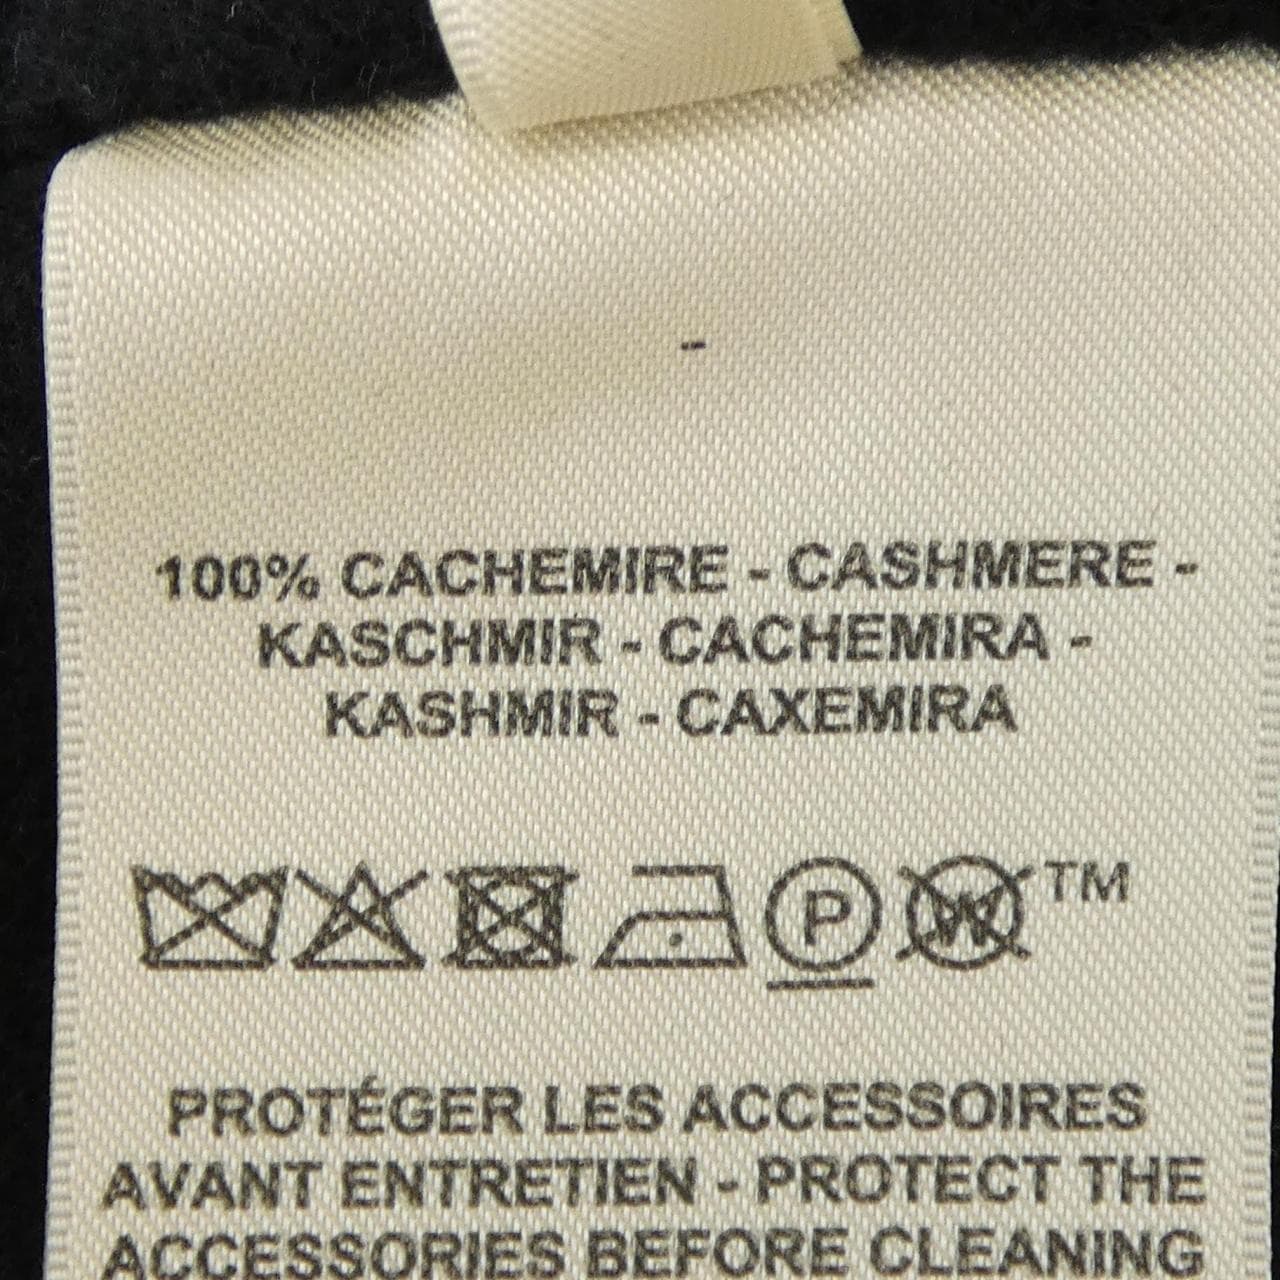 -
100% CACHEMIRE - CASHMERE -
KASCHMIR - CACHEMIRA -
KASHMIR - CAXEMIRA
P W TM
PROTÉGER LES ACCESSOIRES
AVANT ENTRETIEN - PROTECT THE
ACCESSORIES BEFORE CLEANING